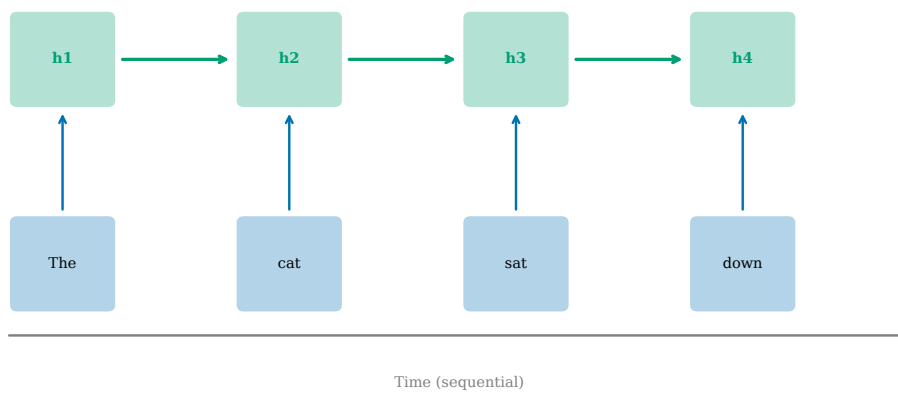 h1 h2 h3 h4
The cat sat down
Time (sequential)